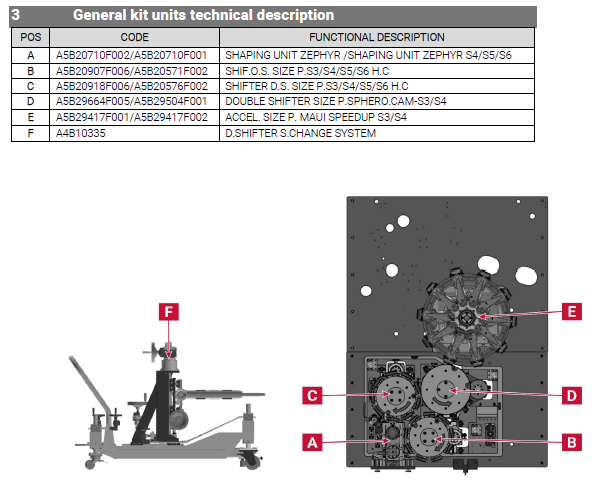 3 General kit units technical description
POS CODE FUNCTIONAL DESCRIPTION
A A5B20710F002/A5B20710F001 SHAPING UNIT ZEPHYR /SHAPING UNIT ZEPHYR S4/S5/S6
B A5B20907F006/A5B20571F002 SHIF.O.S. SIZE P.S3/S4/S5/S6 H.C
C A5B20918F006/A5B20576F002 SHIFTER D.S. SIZE P.S3/S4/S5/S6 H.C
D A5B29664F005/A5B29504F001 DOUBLE SHIFTER SIZE P.SPHERO.CAM-S3/S4
E A5B29417F001/A5B29417F002 ACCEL. SIZE P. MAUI SPEEDUP S3/S4
F A4B10335 D.SHIFTER S.CHANGE SYSTEM
F
E
C
D
A
B